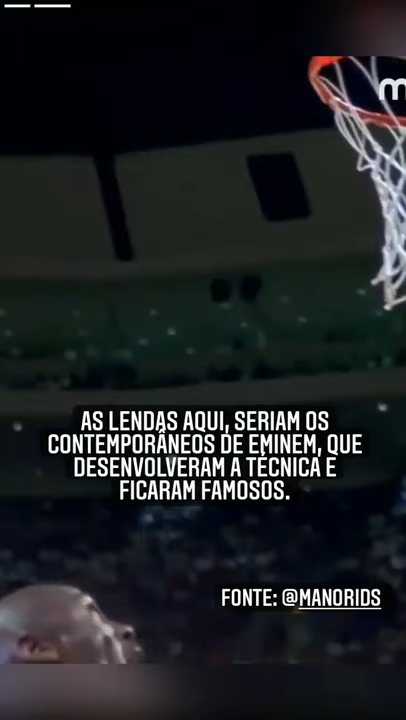 m
AS LENDAS AQUI, SERIAM OS
CONTEMPORÂNEOS DE EMINEM, QUE
DESENVOLVERAM A TÉCNICA E
FICARAM FAMOSOS.
FONTE: @MANORIDS